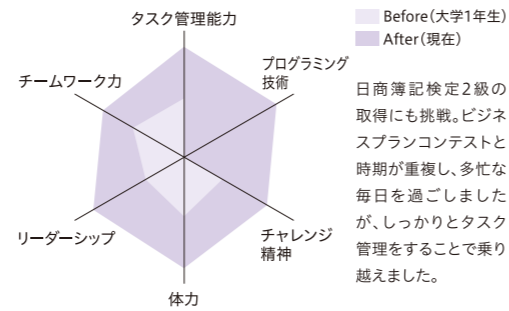 タスク管理能力
プログラミング
技術
チャレンジ
精神
体力
リーダーシップ
チームワーク力
Before（大学1年生）
After（現在）
日商簿記検定2級の
取得にも挑戦。ビジネ
スプランコンテストと
時期が重複し、多忙な
毎日を過ごしました
が、しっかりとタスク
管理をすることで乗り
越えました。